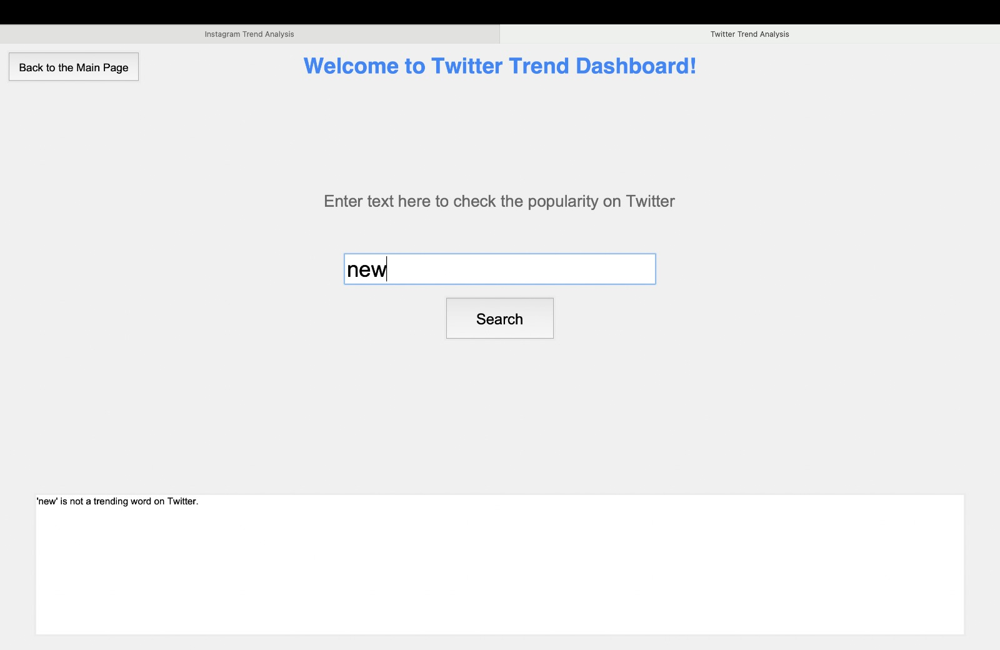 Instagram Trend Analysis
Twitter Trend Analysis
Back to the Main Page
Welcome to Twitter Trend Dashboard!
Enter text here to check the popularity on Twitter
new
Search
'new' is not a trending word on Twitter.